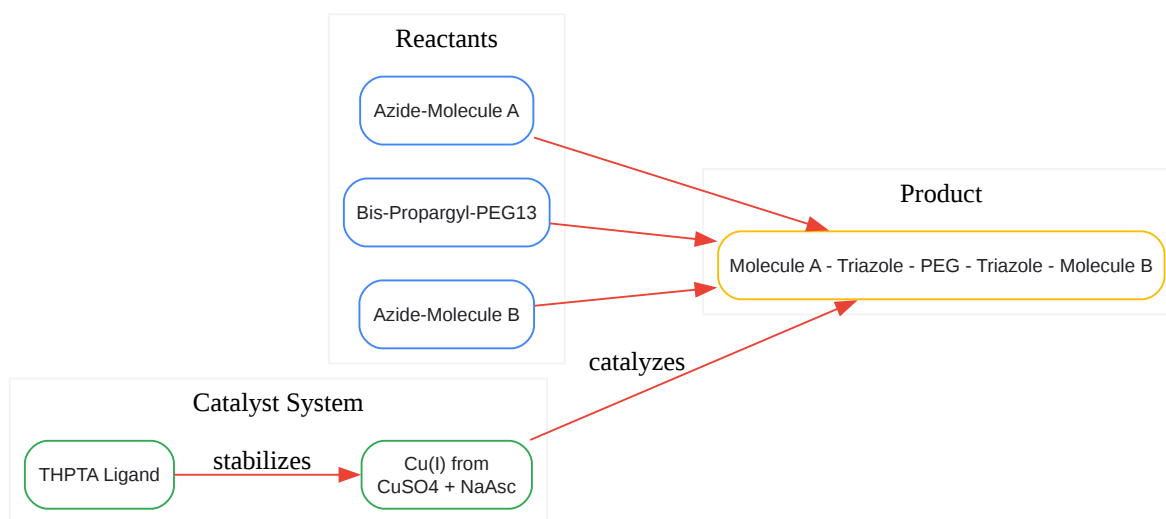 Reactants
Azide-Molecule A
Bis-Propargyl-PEG13
Azide-Molecule B
Product
Molecule A - Triazole - PEG - Triazole - Molecule B
catalyzes
Catalyst System
THPTA Ligand
stabilizes
Cu(I) from
CuSO4 + NaAsc